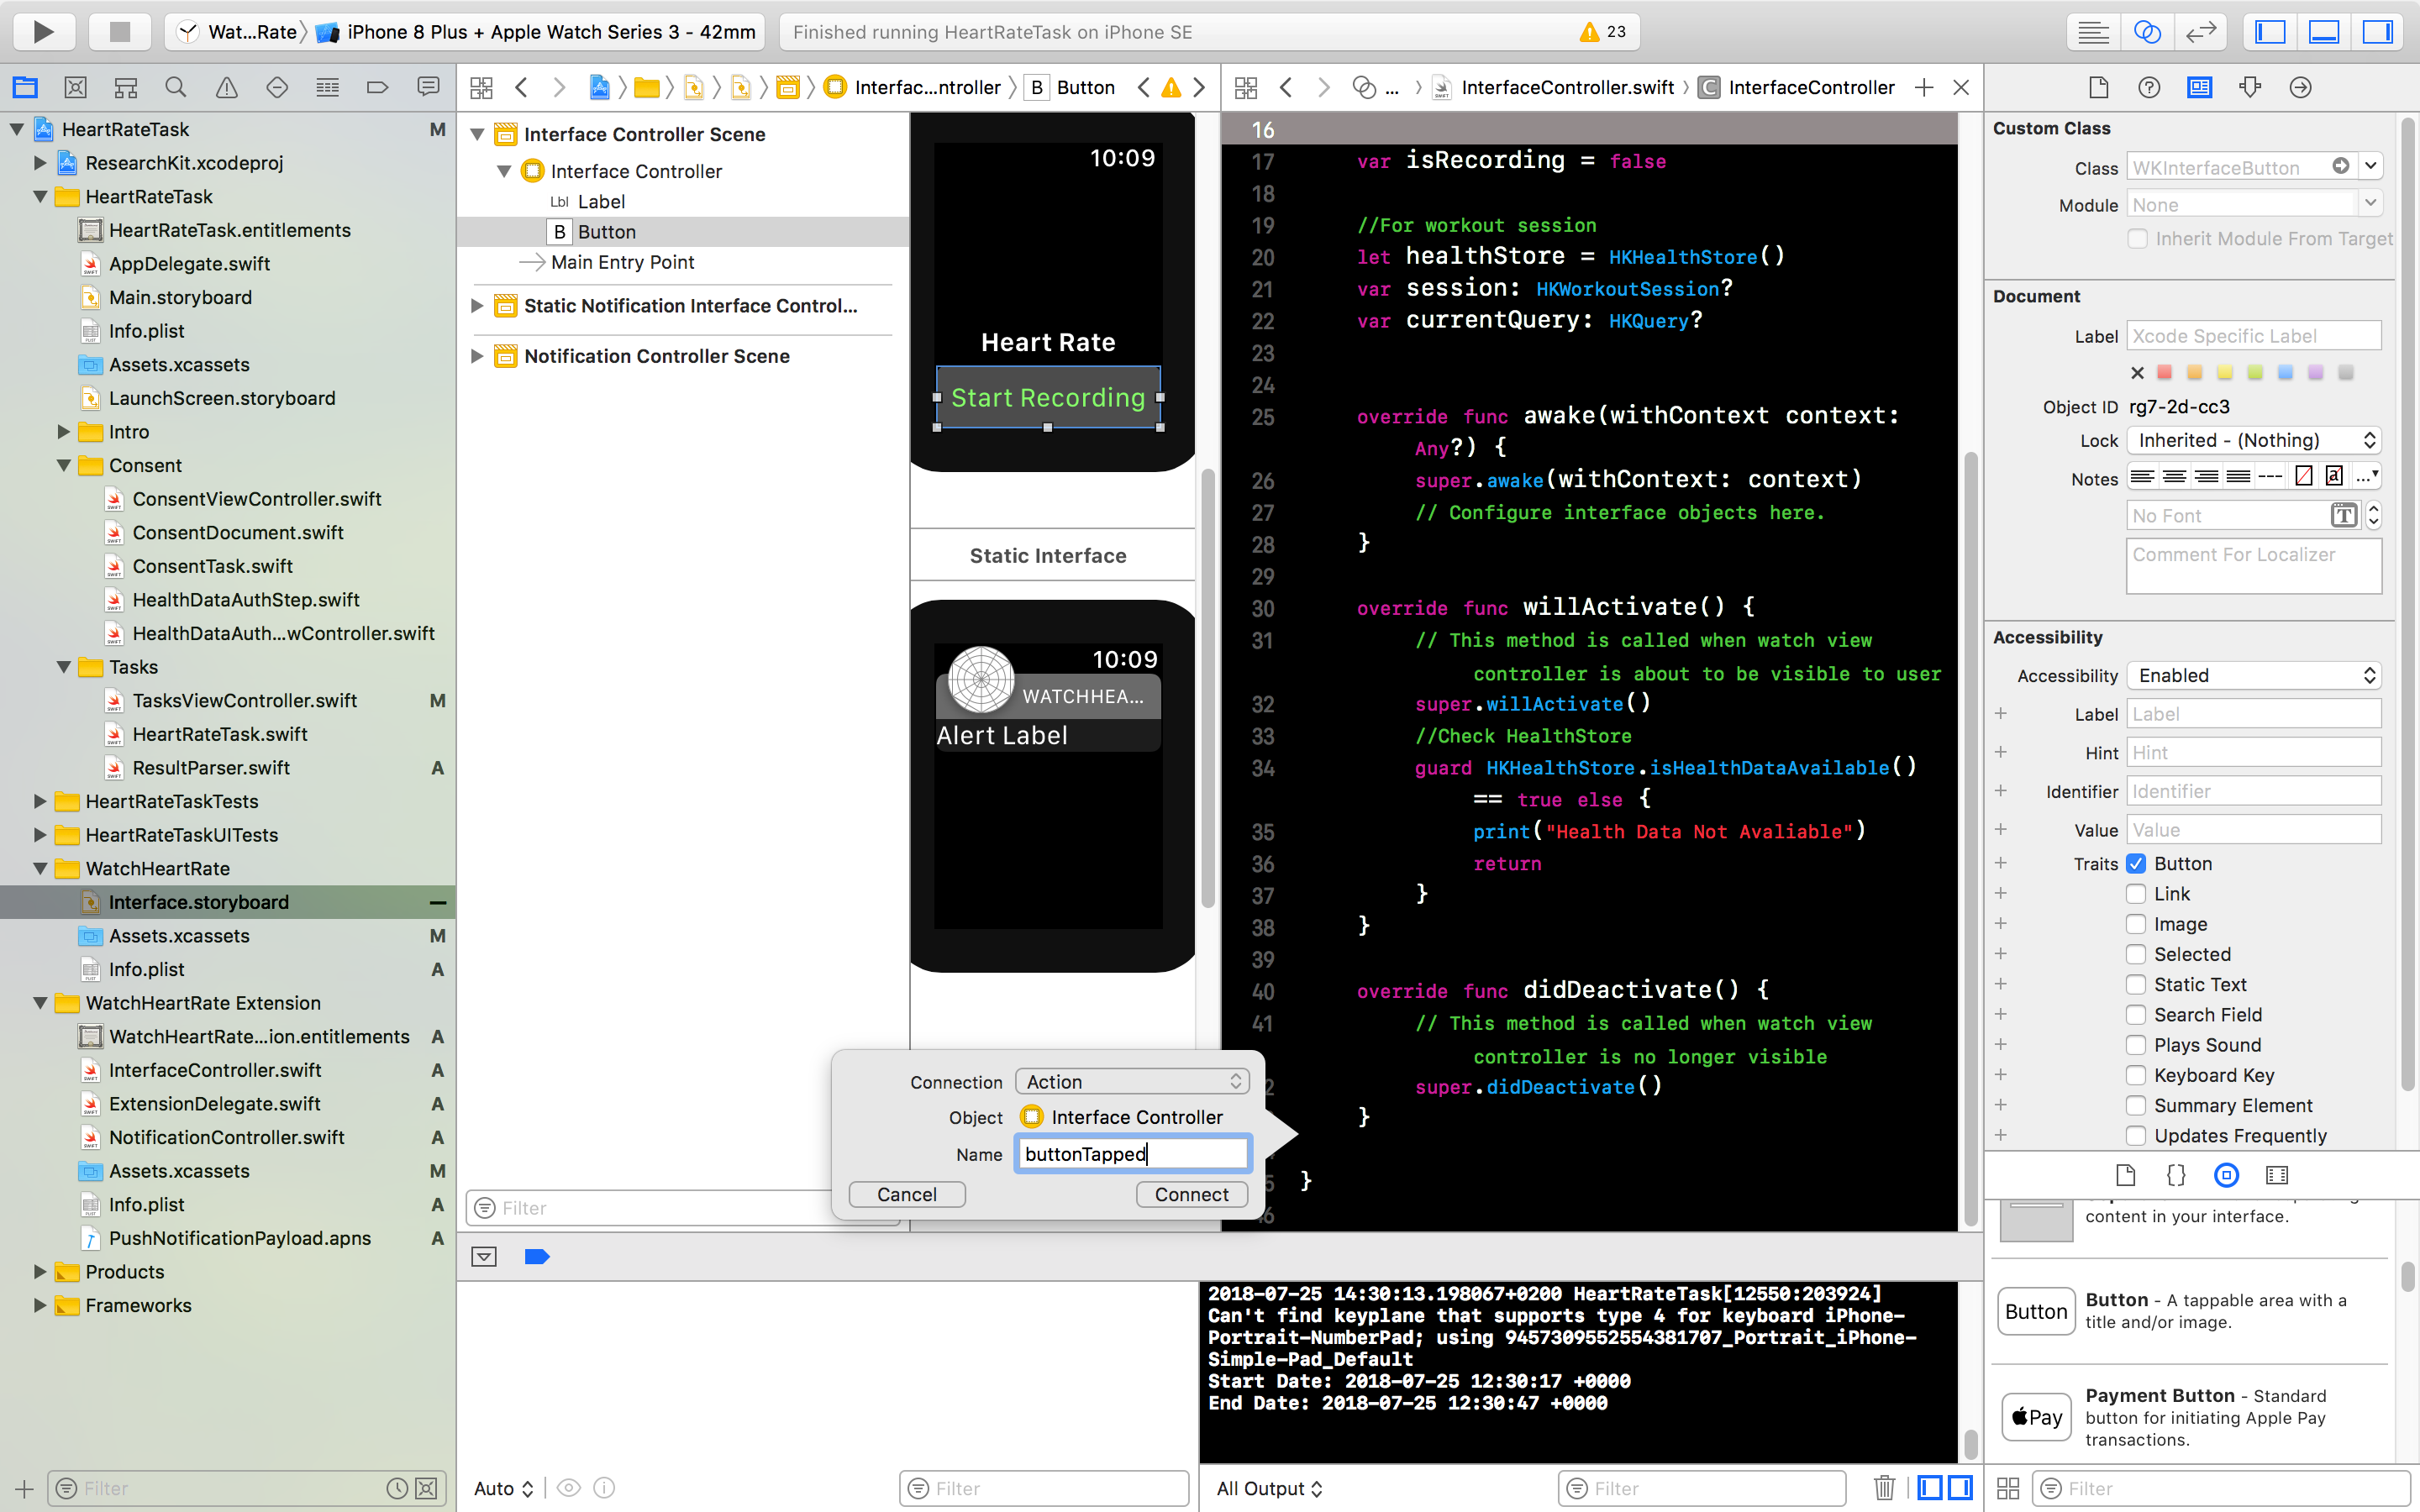 Wat...Rate
iPhone 8 Plus + Apple Watch Series 3 - 42mm
Finished running HeartRateTask on iPhone SE
23
HeartRateTask M
ResearchKit.xcodeproj
HeartRateTask
HeartRateTask.entitlements
AppDelegate.swift
Main.storyboard
Info.plist
Assets.xcassets
LaunchScreen.storyboard
Intro
Consent
ConsentViewController.swift
ConsentDocument.swift
ConsentTask.swift
HealthDataAuthStep.swift
HealthDataAuth...wController.swift
Tasks
TasksViewController.swift M
HeartRateTask.swift
ResultParser.swift A
HeartRateTaskTests
HeartRateTaskUITests
WatchHeartRate
Interface.storyboard
Assets.xcassets M
Info.plist A
WatchHeartRate Extension
WatchHeartRate...ion.entitlements A
InterfaceController.swift A
ExtensionDelegate.swift A
NotificationController.swift A
Assets.xcassets M
Info.plist A
PushNotificationPayload.apns A
Products
Frameworks
Filter
Interfac...ntroller
B Button
Interface Controller Scene
Interface Controller
Lbl Label
B Button
Main Entry Point
Static Notification Interface Control...
Notification Controller Scene
Filter
10:09
Heart Rate
Start Recording
Static Interface
10:09
WATCHHEA...
Alert Label
... InterfaceController.swift C InterfaceController
16
17 var isRecording = false
18
19 //For workout session
20 let healthStore = HKHealthStore()
21 var session: HKWorkoutSession?
22 var currentQuery: HKQuery?
23
24
25 override func awake(withContext context:
Any?) {
26 super.awake(withContext: context)
27 // Configure interface objects here.
28 }
29
30 override func willActivate() {
31 // This method is called when watch view
controller is about to be visible to user
32 super.willActivate()
33 //Check HealthStore
34 guard HKHealthStore.isHealthDataAvailable()
== true else {
35 print("Health Data Not Avaliable")
36 return
37 }
38 }
39
40 override func didDeactivate() {
41 // This method is called when watch view
controller is no longer visible
2 super.didDeactivate()
}
5 }
6
Connection Action
Object Interface Controller
Name buttonTapped
Cancel Connect
2018-07-25 14:30:13.198067+0200 HeartRateTask[12550:203924]
Can't find keyplane that supports type 4 for keyboard iPhone-
Portrait-NumberPad; using 9457309552554381707_Portrait_iPhone-
Simple-Pad_Default
Start Date: 2018-07-25 12:30:17 +0000
End Date: 2018-07-25 12:30:47 +0000
Auto
Filter
All Output
Filter
Custom Class
Class WKInterfaceButton
Module None
Inherit Module From Target
Document
Label Xcode Specific Label
Object ID rg7-2d-cc3
Lock Inherited - (Nothing)
Notes
No Font
Comment For Localizer
Accessibility
Accessibility Enabled
Label Label
Hint Hint
Identifier Identifier
Value Value
Traits Button
Link
Image
Selected
Static Text
Search Field
Plays Sound
Keyboard Key
Summary Element
Updates Frequently
content in your interface.
Button
Button - A tappable area with a
title and/or image.
Pay
Payment Button - Standard
button for initiating Apple Pay
transactions.
Filter